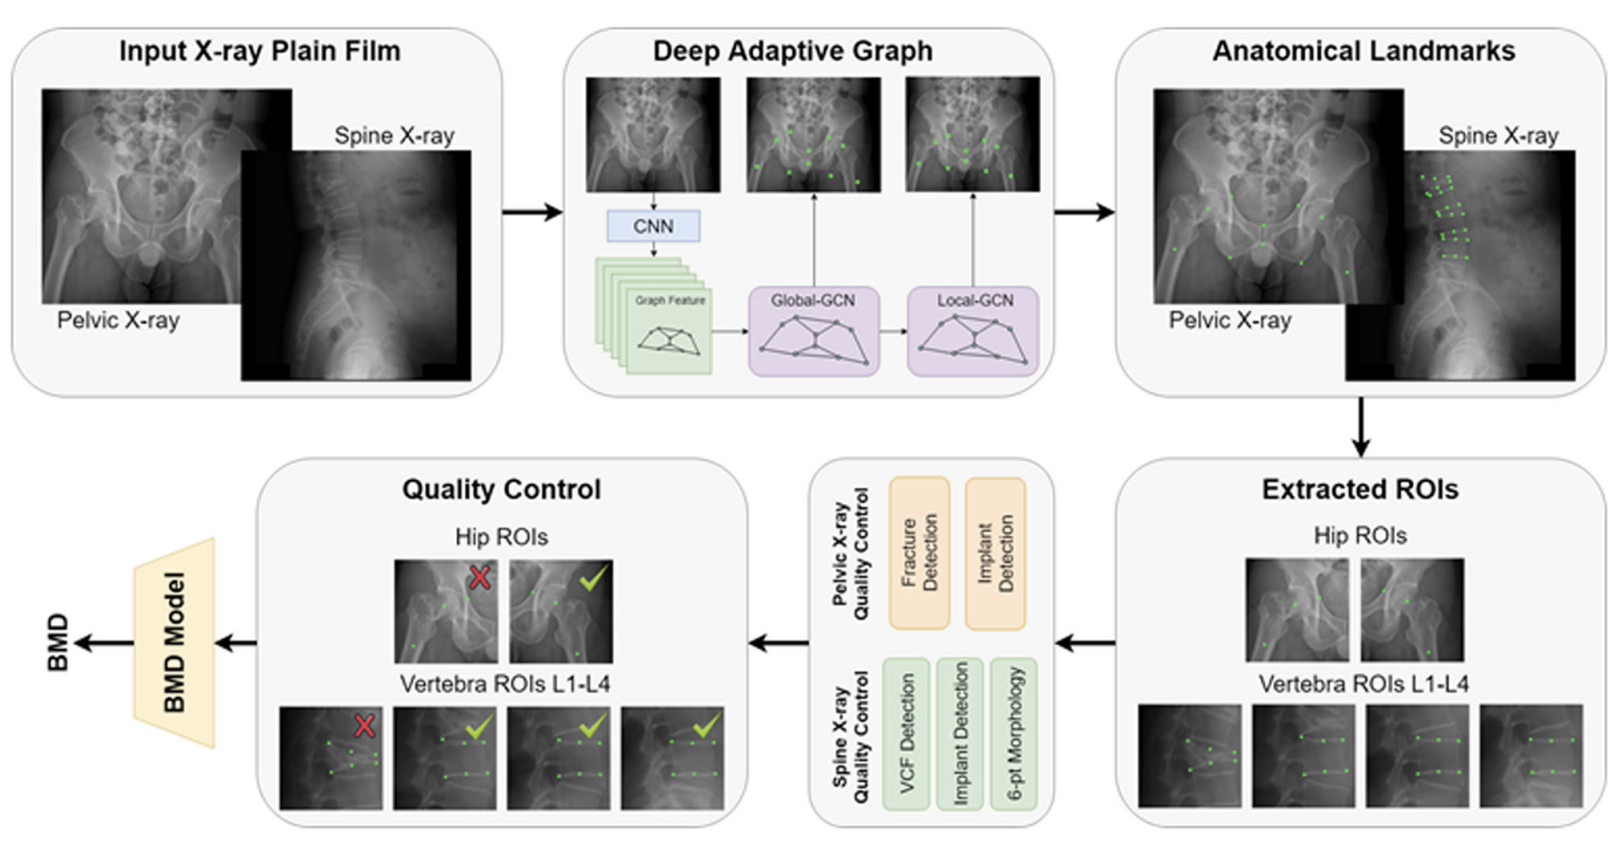 Input X-ray Plain Film
Spine X-ray
Pelvic X-ray
Deep Adaptive Graph
CNN
Graph Feature
Global-GCN
Local-GCN
Anatomical Landmarks
Spine X-ray
Pelvic X-ray
Extracted ROIs
Hip ROIs
Vertebra ROIs L1-L4
Pelvic X-ray
Quality Control
Fracture
Detection
Implant
Detection
Spine X-ray
Quality Control
VCF Detection
Implant Detection
6-pt Morphology
Quality Control
Hip ROIs
Vertebra ROIs L1-L4
BMD Model
BMD